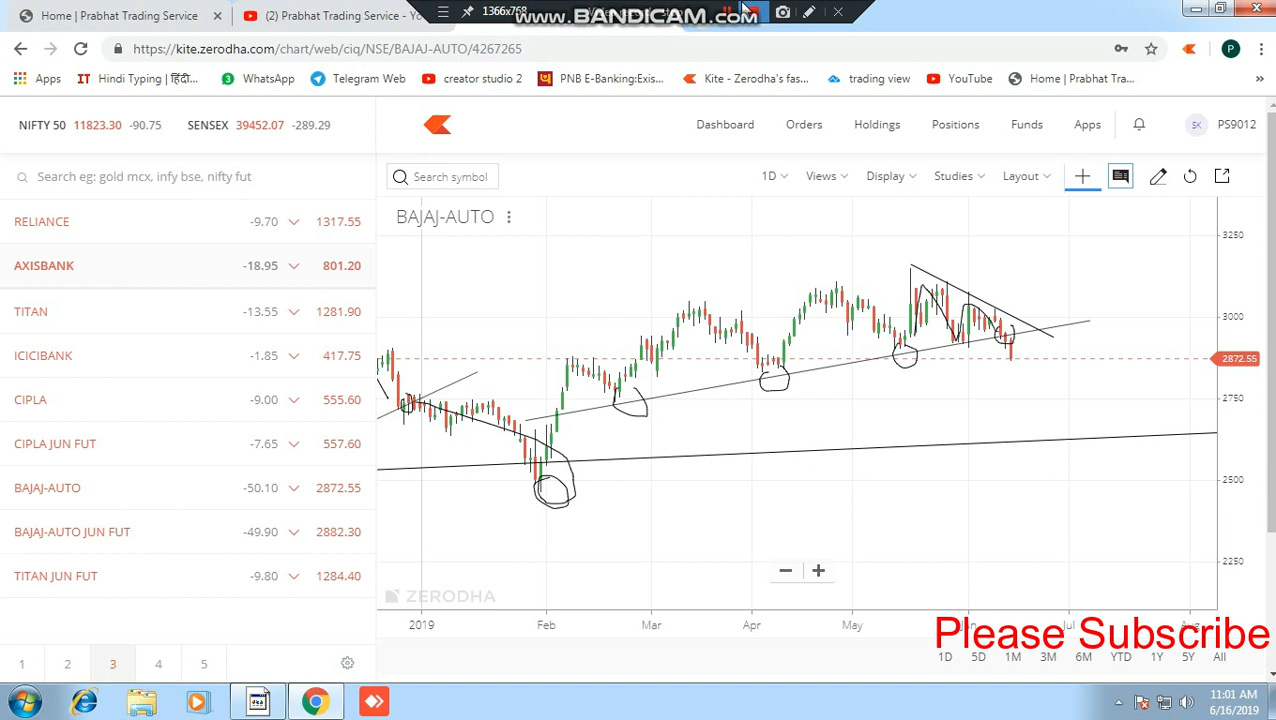 Home | Prabhat Trading Service
(2) Prabhat Trading Service
1366x768
www.BANDICAM.com
https://kite.zerodha.com/chart/web/ciq/NSE/BAJAJ-AUTO/4267265
P
Apps
Hindi Typing | हिंदी...
WhatsApp
Telegram Web
creator studio 2
PNB E-Banking:Exis...
Kite - Zerodha's fas...
trading view
YouTube
Home | Prabhat Tra...
»
NIFTY 50 11823.30 -90.75
SENSEX 39452.07 -289.29
Dashboard
Orders
Holdings
Positions
Funds
Apps
SK
PS9012
Search eg: gold mcx, infy bse, nifty fut
Search symbol
1D
Views
Display
Studies
Layout
RELIANCE -9.70 1317.55
AXISBANK -18.95 801.20
TITAN -13.55 1281.90
ICICIBANK -1.85 417.75
CIPLA -9.00 555.60
CIPLA JUN FUT -7.65 557.60
BAJAJ-AUTO -50.10 2872.55
BAJAJ-AUTO JUN FUT -49.90 2882.30
TITAN JUN FUT -9.80 1284.40
1 2 3 4 5
BAJAJ-AUTO
3250
3000
2872.55
2750
2500
2250
ZERODHA
2019 Feb Mar Apr May Jun Jul Aug
Please Subscribe
1D 5D 1M 3M 6M YTD 1Y 5Y All
11:01 AM
6/16/2019